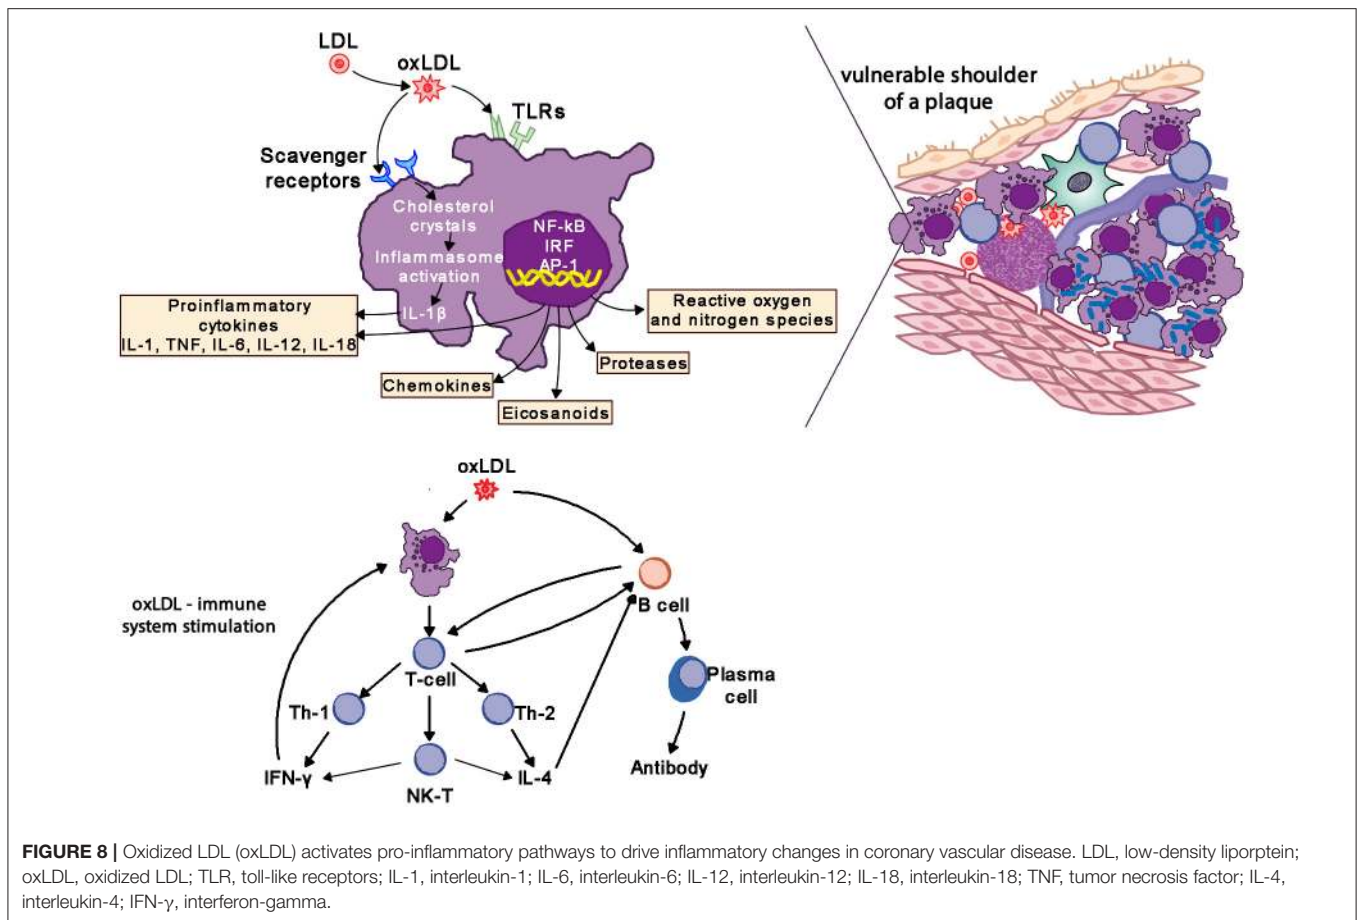 LDL
oxLDL
TLRs
Scavenger
receptors
Cholesterol
crystals
Inflammasome
activation
IL-1β
NF-kB
IRF
AP-1
Proinflammatory
cytokines
IL-1, TNF, IL-6, IL-12, IL-18
Reactive oxygen
and nitrogen species
Proteases
Chemokines
Eicosanoids
vulnerable shoulder
of a plaque
oxLDL
B cell
oxLDL - immune
system stimulation
T-cell
Plasma
cell
Th-1
Th-2
IFN-γ
NK-T
IL-4
Antibody
FIGURE 8 | Oxidized LDL (oxLDL) activates pro-inflammatory pathways to drive inflammatory changes in coronary vascular disease. LDL, low-density liporptein;
oxLDL, oxidized LDL; TLR, toll-like receptors; IL-1, interleukin-1; IL-6, interleukin-6; IL-12, interleukin-12; IL-18, interleukin-18; TNF, tumor necrosis factor; IL-4,
interleukin-4; IFN-γ, interferon-gamma.